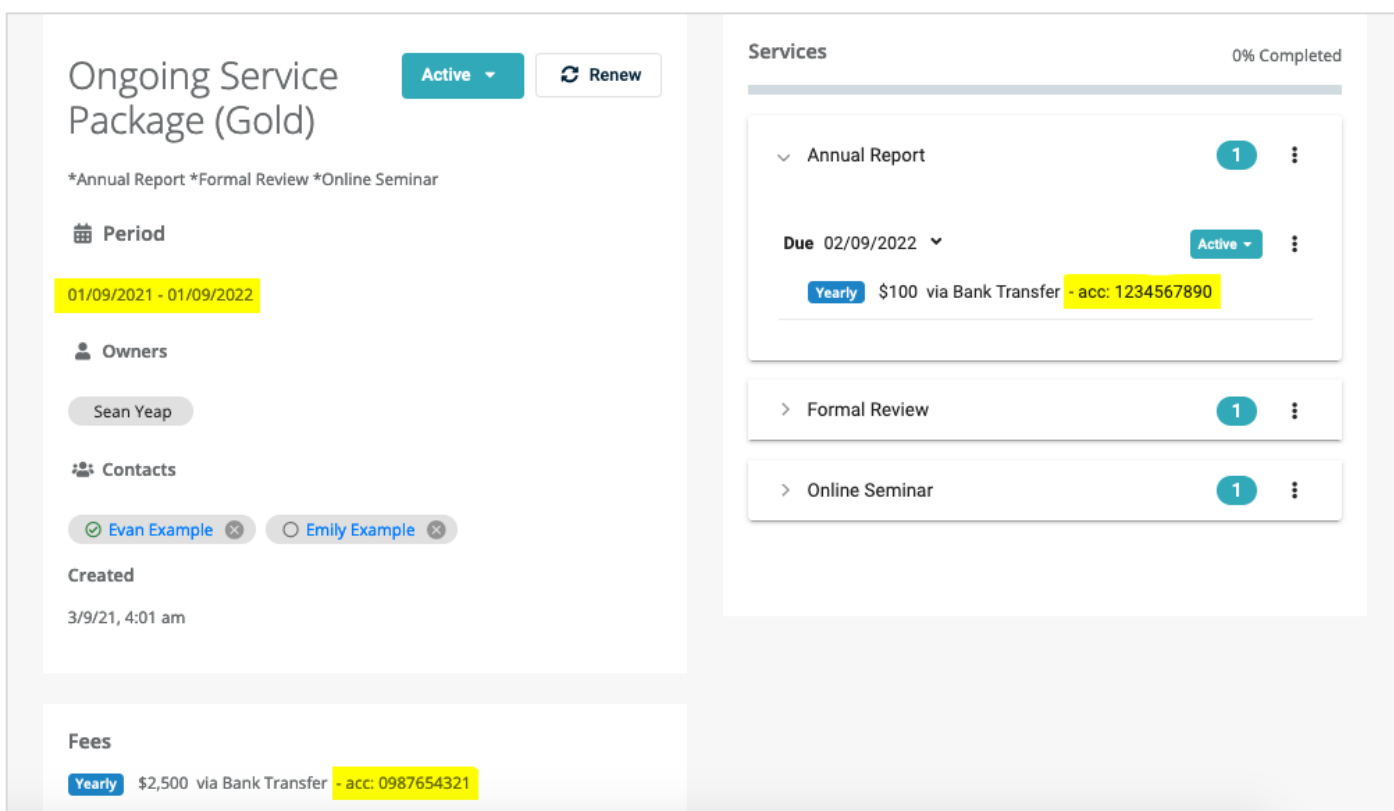 Ongoing Service
Package (Gold)
Active
Renew
*Annual Report *Formal Review *Online Seminar
Period
01/09/2021 - 01/09/2022
Owners
Sean Yeap
Contacts
Evan Example
Emily Example
Created
3/9/21, 4:01 am
Fees
Yearly $2,500 via Bank Transfer - acc: 0987654321
Services
0% Completed
Annual Report 1
Due 02/09/2022 Active
Yearly $100 via Bank Transfer - acc: 1234567890
Formal Review 1
Online Seminar 1